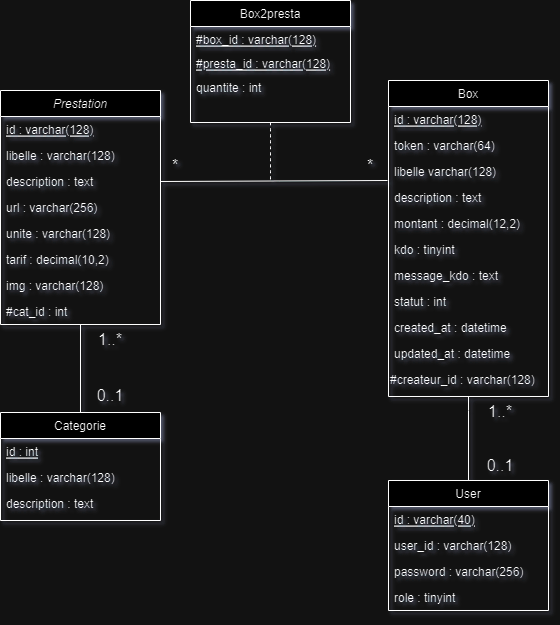 Box2presta
#box_id : varchar(128)
#presta_id : varchar(128)
quantite : int
Prestation
id : varchar(128)
libelle : varchar(128)
description : text
url : varchar(256)
unite : varchar(128)
tarif : decimal(10,2)
img : varchar(128)
#cat_id : int
*
*
Box
id : varchar(128)
token : varchar(64)
libelle varchar(128)
description : text
montant : decimal(12,2)
kdo : tinyint
message_kdo : text
statut : int
created_at : datetime
updated_at : datetime
#createur_id : varchar(128)
1..*
0..1
Categorie
id : int
libelle : varchar(128)
description : text
1..*
0..1
User
id : varchar(40)
user_id : varchar(128)
password : varchar(256)
role : tinyint